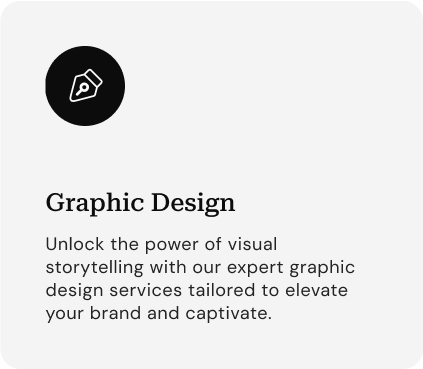 Graphic Design
Unlock the power of visual
storytelling with our expert graphic
design services tailored to elevate
your brand and captivate.